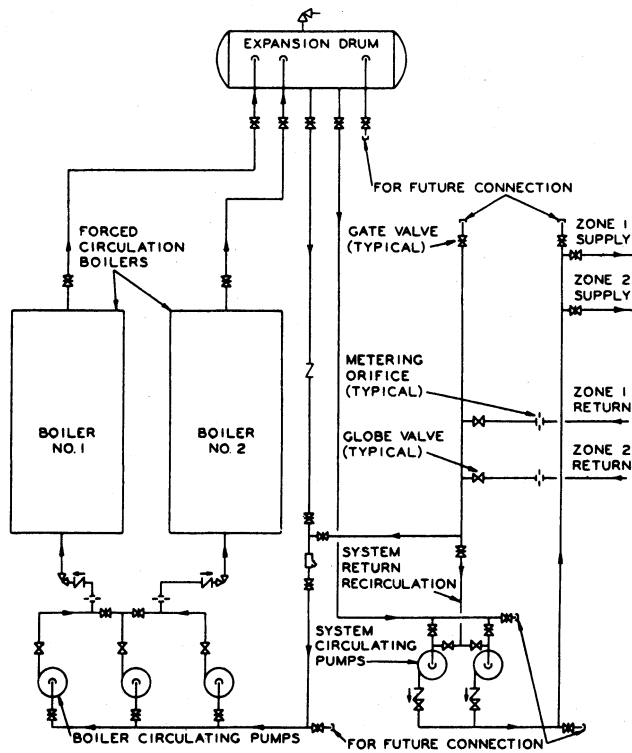 EXPANSION DRUM
FOR FUTURE CONNECTION
FORCED
CIRCULATION
BOILERS
GATE VALVE
(TYPICAL)
ZONE 1
SUPPLY
ZONE 2
SUPPLY
METERING
ORIFICE
(TYPICAL)
ZONE 1
RETURN
BOILER
NO. 1
BOILER
NO. 2
GLOBE VALVE
(TYPICAL)
ZONE 2
RETURN
SYSTEM
RETURN
RECIRCULATION
SYSTEM
CIRCULATING
PUMPS
BOILER CIRCULATING PUMPS
FOR FUTURE CONNECTION